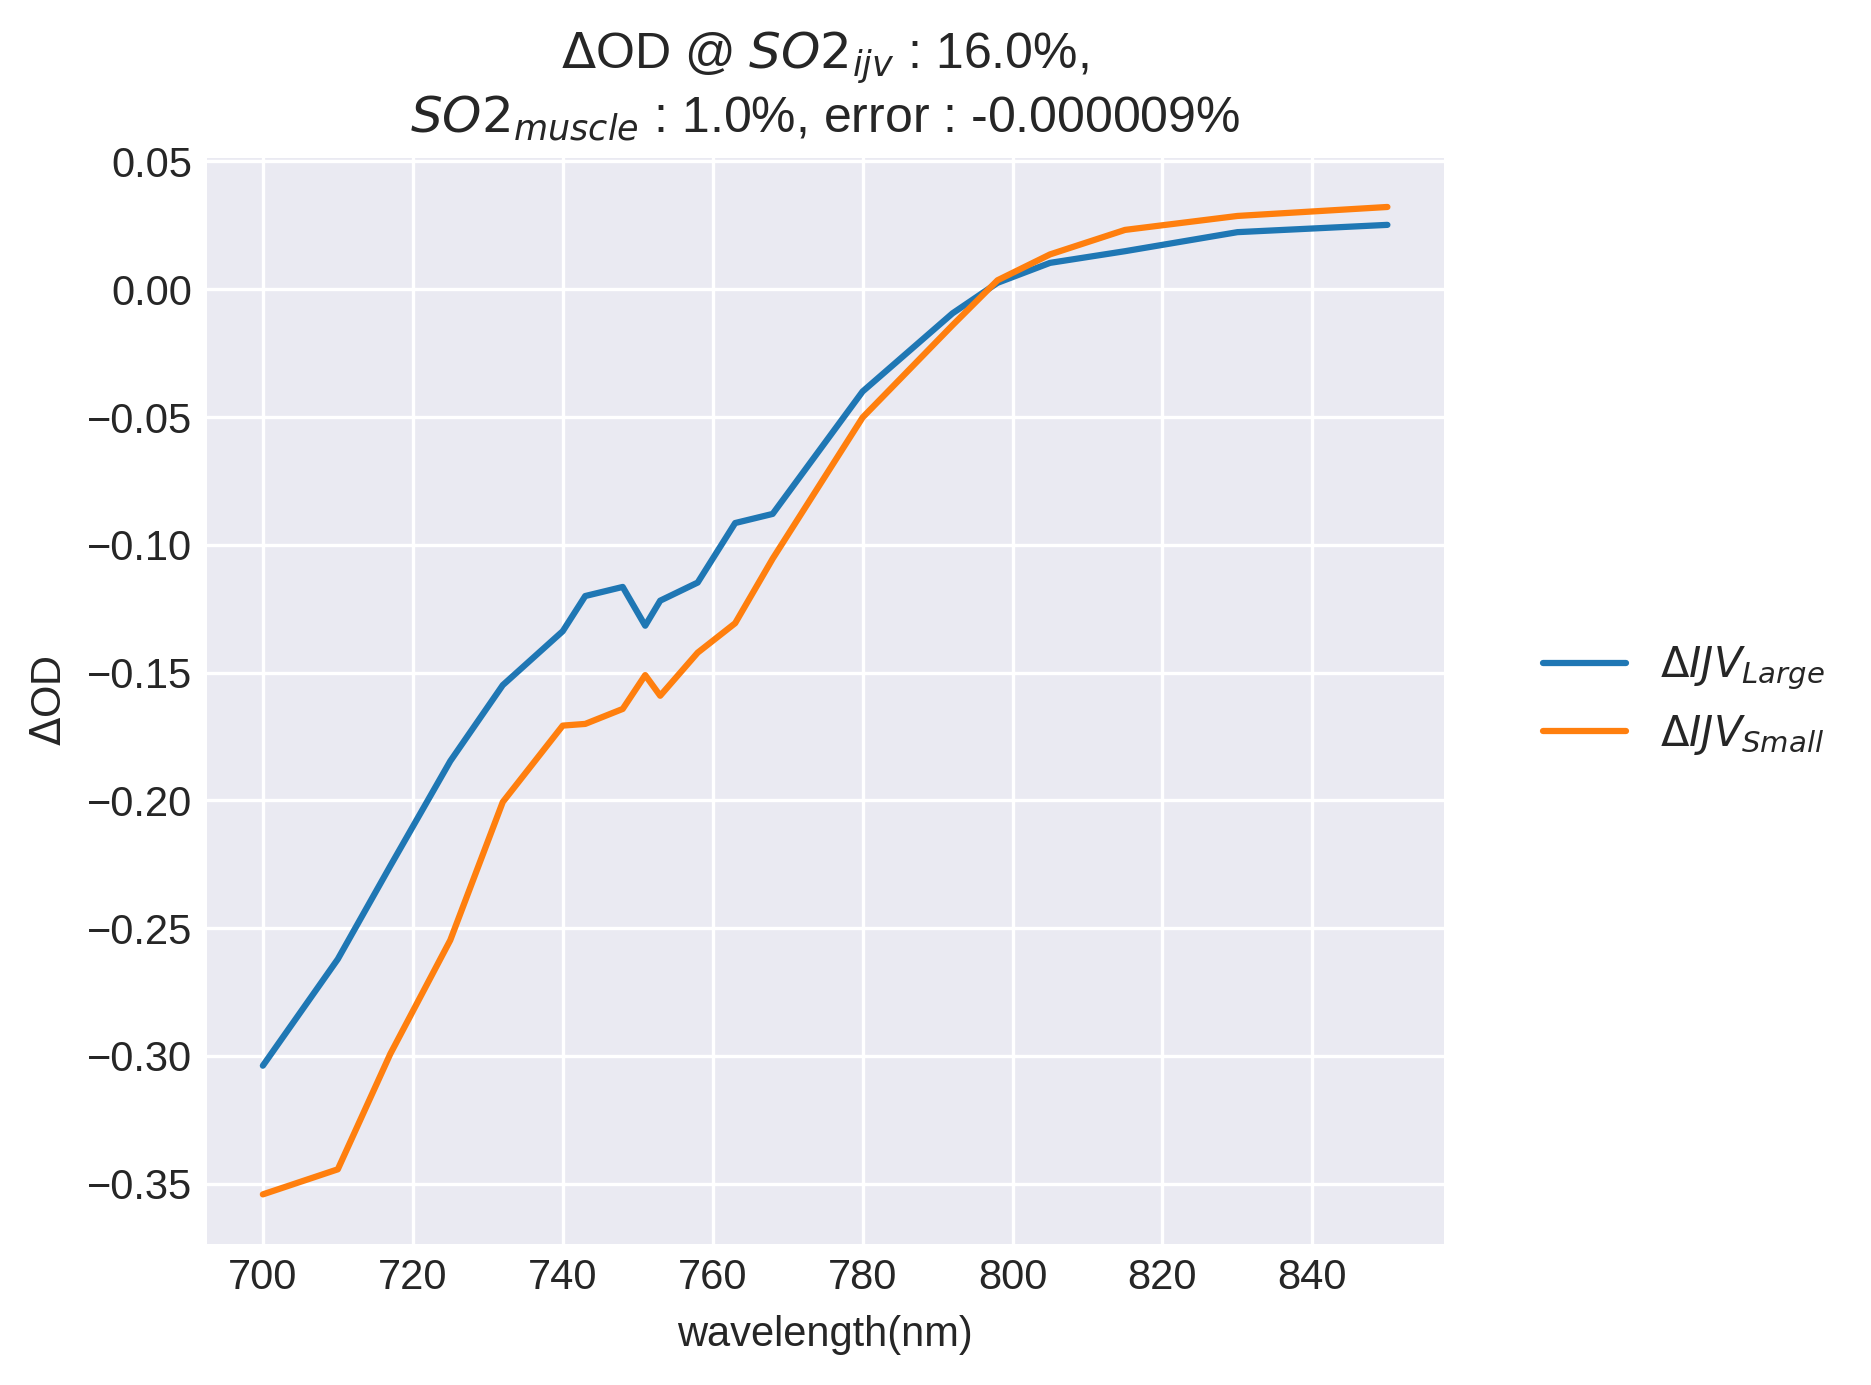 ΔOD @ SO2ijv : 16.0%,
SO2muscle : 1.0%, error : -0.000009%
0.05
0.00
−0.05
−0.10
−0.15
−0.20
−0.25
−0.30
−0.35
ΔOD
700 720 740 760 780 800 820 840
wavelength(nm)
ΔIJVLarge
ΔIJVSmall